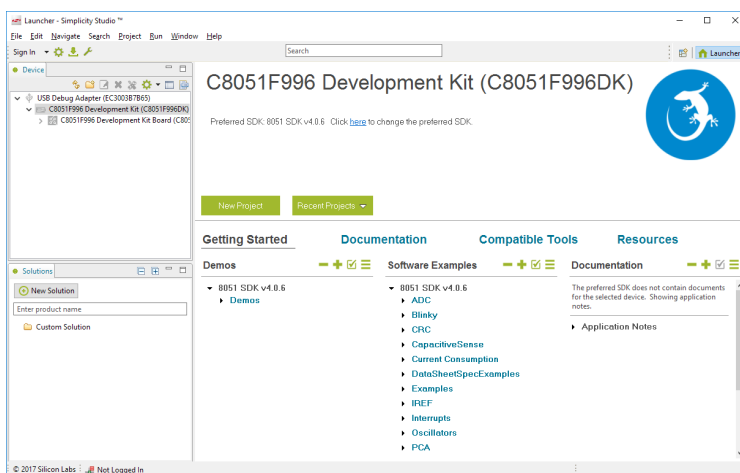 Launcher - Simplicity Studio ™
File Edit Navigate Search Project Run Window Help
Sign In
Search
Launcher
Device
USB Debug Adapter (EC3003B7B65)
C8051F996 Development Kit (C8051F996DK)
C8051F996 Development Kit Board (C805
C8051F996 Development Kit (C8051F996DK)
Preferred SDK: 8051 SDK v4.0.6 Click here to change the preferred SDK.
New Project
Recent Projects
Getting Started
Documentation
Compatible Tools
Resources
Solutions
New Solution
Enter product name
Custom Solution
Demos
8051 SDK v4.0.6
Demos
Software Examples
8051 SDK v4.0.6
ADC
Blinky
CRC
CapacitiveSense
Current Consumption
DataSheetSpecExamples
Examples
IREF
Interrupts
Oscillators
PCA
Documentation
The preferred SDK does not contain documents
for the selected device. Showing application
notes.
Application Notes
© 2017 Silicon Labs
Not Logged In